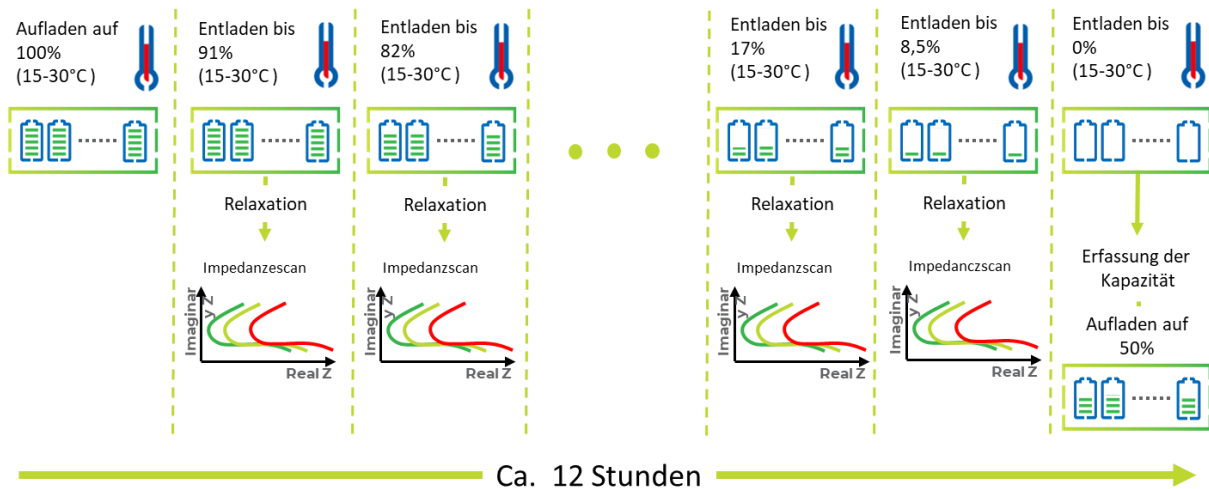 Aufladen auf
100%
(15-30°C )
Entladen bis
91%
(15-30°C )
Entladen bis
82%
(15-30°C )
Entladen bis
17%
(15-30°C )
Entladen bis
8,5%
(15-30°C )
Entladen bis
0%
(15-30°C )
Relaxation
Relaxation
Relaxation
Relaxation
Impedanzescan
Imaginar
y Z
Real Z
Impedanzscan
Imaginar
y Z
Real Z
Impedanzscan
Imaginar
y Z
Real Z
Impedanczscan
Imaginar
y Z
Real Z
Erfassung der
Kapazität
Aufladen auf
50%
Ca. 12 Stunden